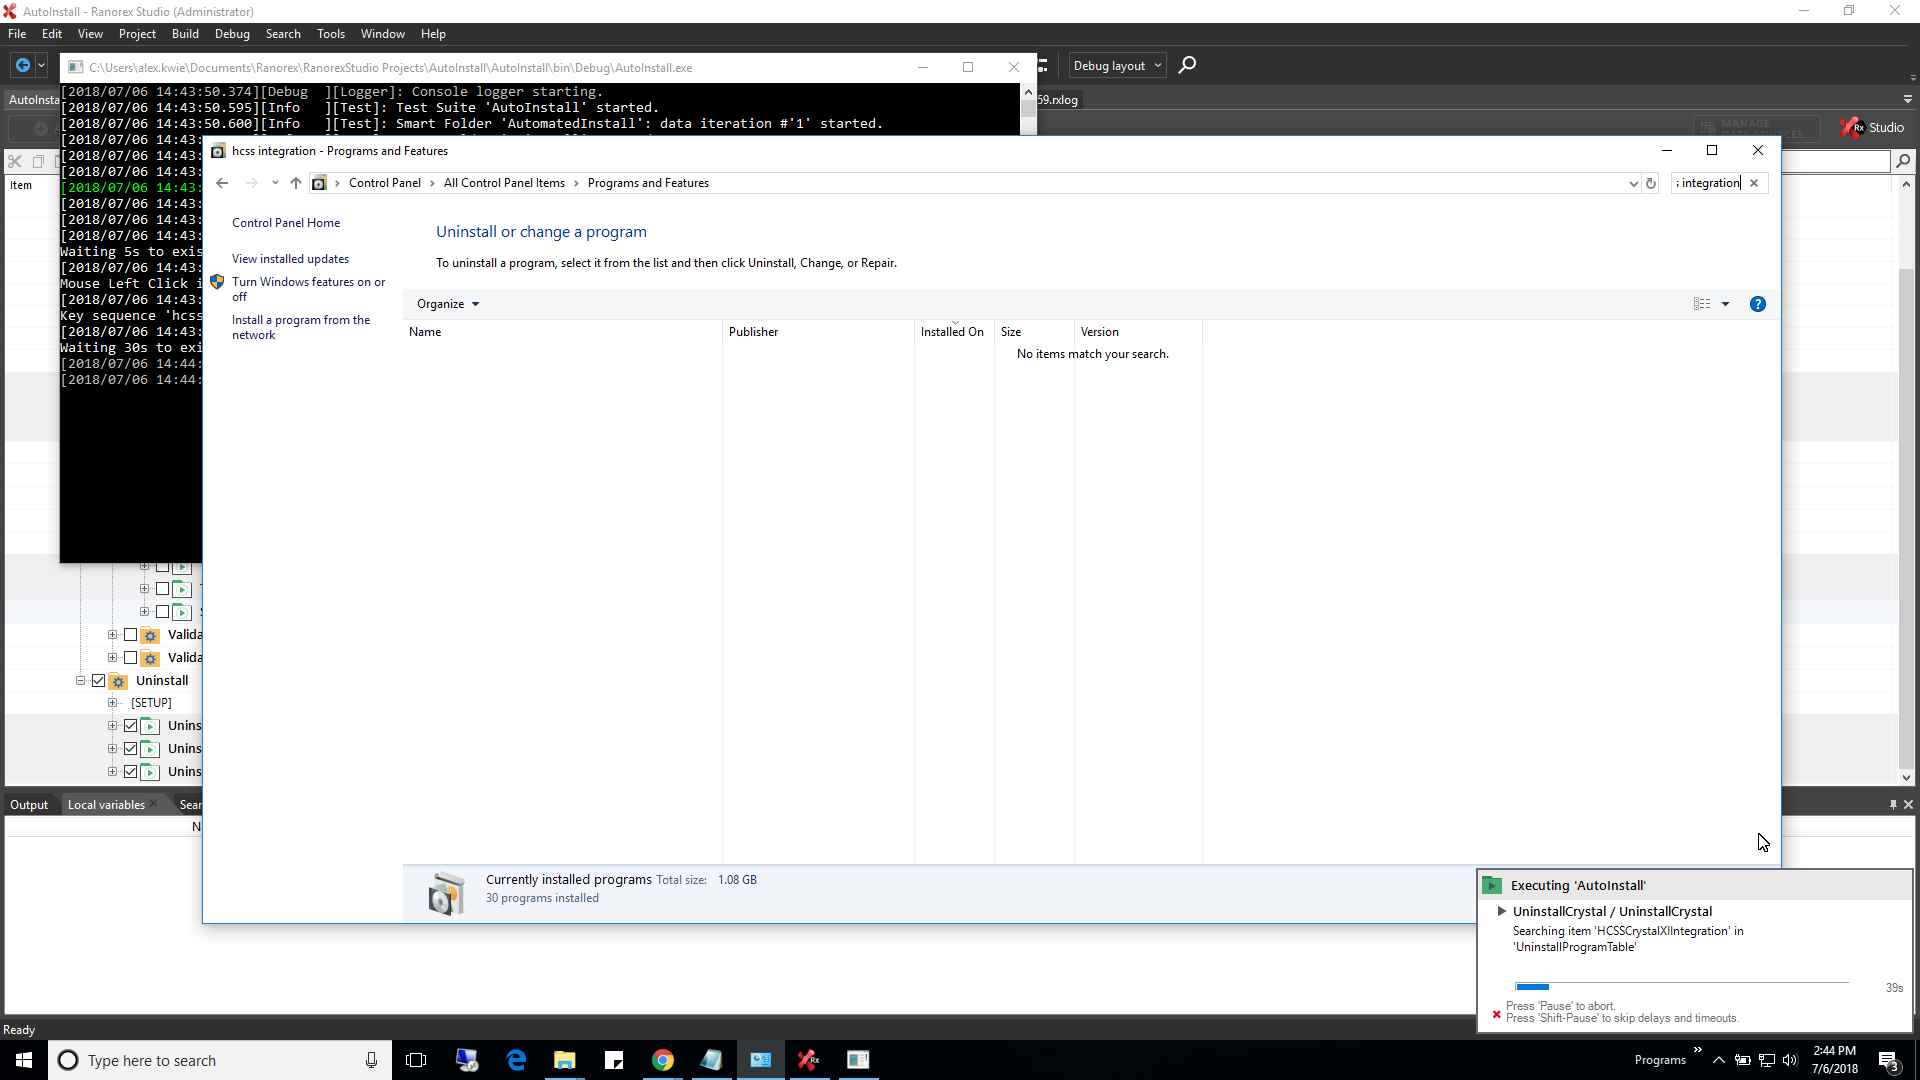 AutoInstall - Ranorex Studio (Administrator)
File Edit View Project Build Debug Search Tools Window Help
C:\Users\alex.kwie\Documents\Ranorex\RanorexStudio Projects\AutoInstall\AutoInstall\bin\Debug\AutoInstall.exe
Debug layout
[2018/07/06 14:43:50.374][Debug ][Logger]: Console logger starting.
[2018/07/06 14:43:50.595][Info ][Test]: Test Suite 'AutoInstall' started.
[2018/07/06 14:43:50.600][Info ][Test]: Smart Folder 'AutomatedInstall': data iteration #'1' started.
[2018/07/06 14:43:
[2018/07/06 14:43:
[2018/07/06 14:43:
[2018/07/06 14:43:
[2018/07/06 14:43:
[2018/07/06 14:43:
[2018/07/06 14:43:
Waiting 5s to exis
[2018/07/06 14:43:
Mouse Left Click i
[2018/07/06 14:43:
Key sequence 'hcss
[2018/07/06 14:43:
Waiting 30s to exi
[2018/07/06 14:44:
[2018/07/06 14:44:
AutoInsta
59.rxlog
MANAGE
Studio
Item
hcss integration - Programs and Features
Control Panel All Control Panel Items Programs and Features
integration
Control Panel Home
View installed updates
Turn Windows features on or
off
Install a program from the
network
Uninstall or change a program
To uninstall a program, select it from the list and then click Uninstall, Change, or Repair.
Organize
Name Publisher Installed On Size Version
No items match your search.
Currently installed programs Total size: 1.08 GB
30 programs installed
Valida
Valida
Uninstall
[SETUP]
Unins
Unins
Unins
Output Local variables Sear
N
Executing 'AutoInstall'
UninstallCrystal / UninstallCrystal
Searching item 'HCSSCrystalXIIntegration' in
'UninstallProgramTable'
39s
Press 'Pause' to abort.
Press 'Shift-Pause' to skip delays and timeouts.
Ready
Type here to search
Programs
2:44 PM
7/6/2018
3